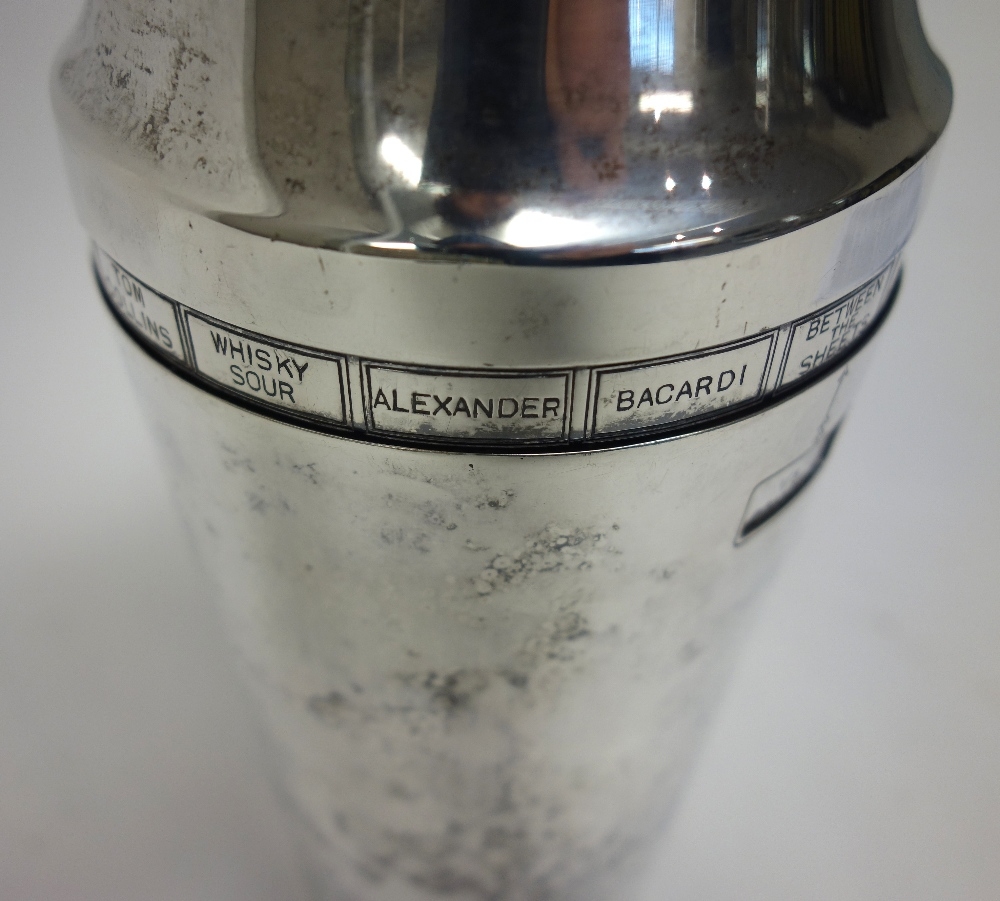 TOM
COLLINS
WHISKY
SOUR
ALEXANDER
BACARDI
BETWEEN
THE
SHEETS